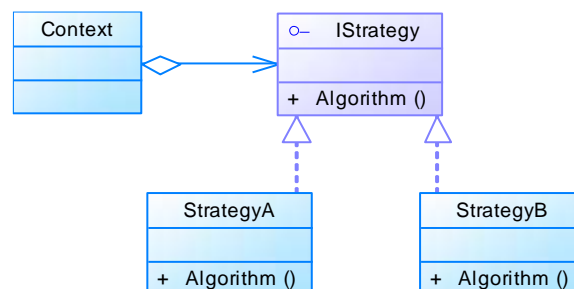 Context
IStrategy
+ Algorithm ()
StrategyA
StrategyB
+ Algorithm ()
+ Algorithm ()